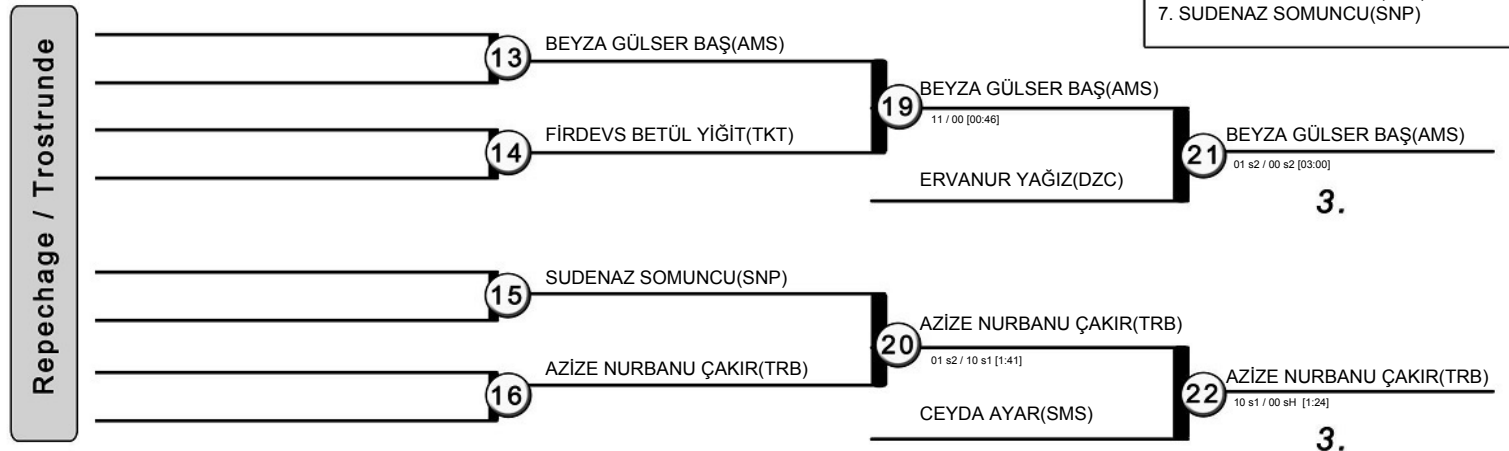 7. SUDENAZ SOMUNCU(SNP)
Repechage / Trostrunde
13
BEYZA GÜLSER BAŞ(AMS)
19
BEYZA GÜLSER BAŞ(AMS)
11 / 00 [00:46]
14
FİRDEVS BETÜL YİĞİT(TKT)
21
BEYZA GÜLSER BAŞ(AMS)
01 s2 / 00 s2 [03:00]
ERVANUR YAĞIZ(DZC)
3.
15
SUDENAZ SOMUNCU(SNP)
20
AZİZE NURBANU ÇAKIR(TRB)
01 s2 / 10 s1 [1:41]
16
AZİZE NURBANU ÇAKIR(TRB)
22
AZİZE NURBANU ÇAKIR(TRB)
10 s1 / 00 sH [1:24]
CEYDA AYAR(SMS)
3.